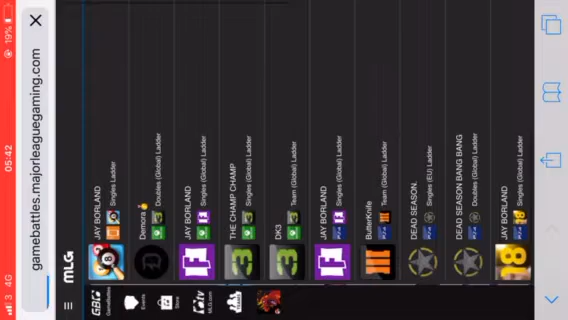 3 4G
05:42
19%
gamebattles.majorleaguegaming.com
MLG
GB
GameBattles
Events
Store
tv
MLG.com
JAY BORLAND
Singles Ladder
Demora
Doubles (Global) Ladder
JAY BORLAND
Singles (Global) Ladder
THE CHAMP CHAMP
Singles (Global) Ladder
DK3
Team (Global) Ladder
JAY BORLAND
Singles (Global) Ladder
ButterKnife
Team (Global) Ladder
DEAD SEASON.
Singles (EU) Ladder
DEAD SEASON BANG BANG
Doubles (Global) Ladder
JAY BORLAND
Singles (Global) Ladder